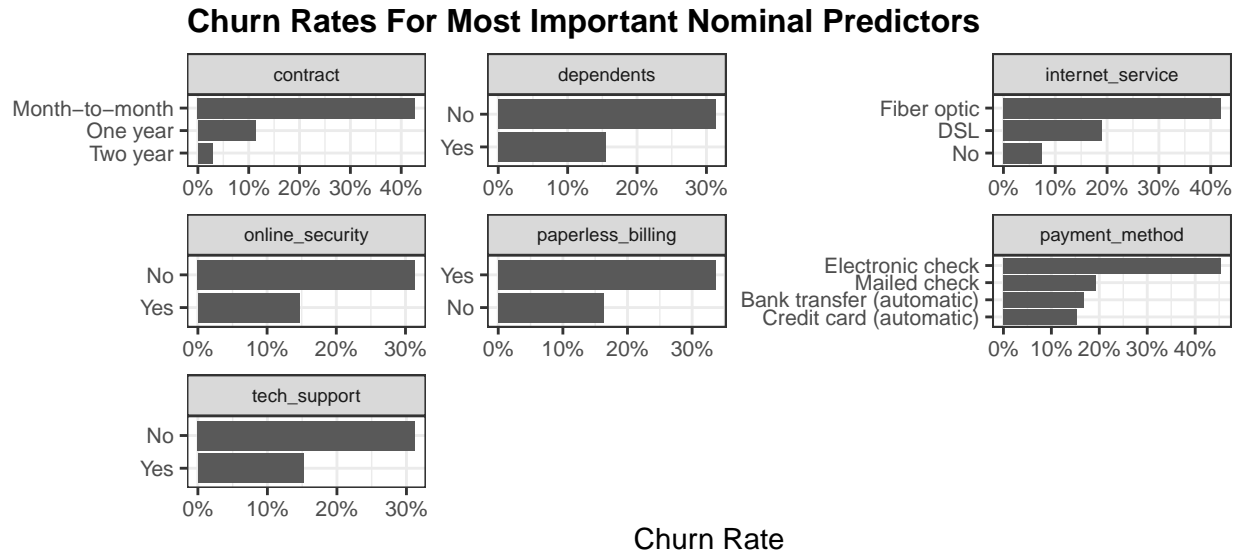 Churn Rates For Most Important Nominal Predictors
contract
Month−to−month
One year
Two year
0% 10% 20% 30% 40%
dependents
No
Yes
0% 10% 20% 30%
internet_service
Fiber optic
DSL
No
0% 10% 20% 30% 40%
online_security
No
Yes
0% 10% 20% 30%
paperless_billing
Yes
No
0% 10% 20% 30%
payment_method
Electronic check
Mailed check
Bank transfer (automatic)
Credit card (automatic)
0% 10% 20% 30% 40%
tech_support
No
Yes
0% 10% 20% 30%
Churn Rate